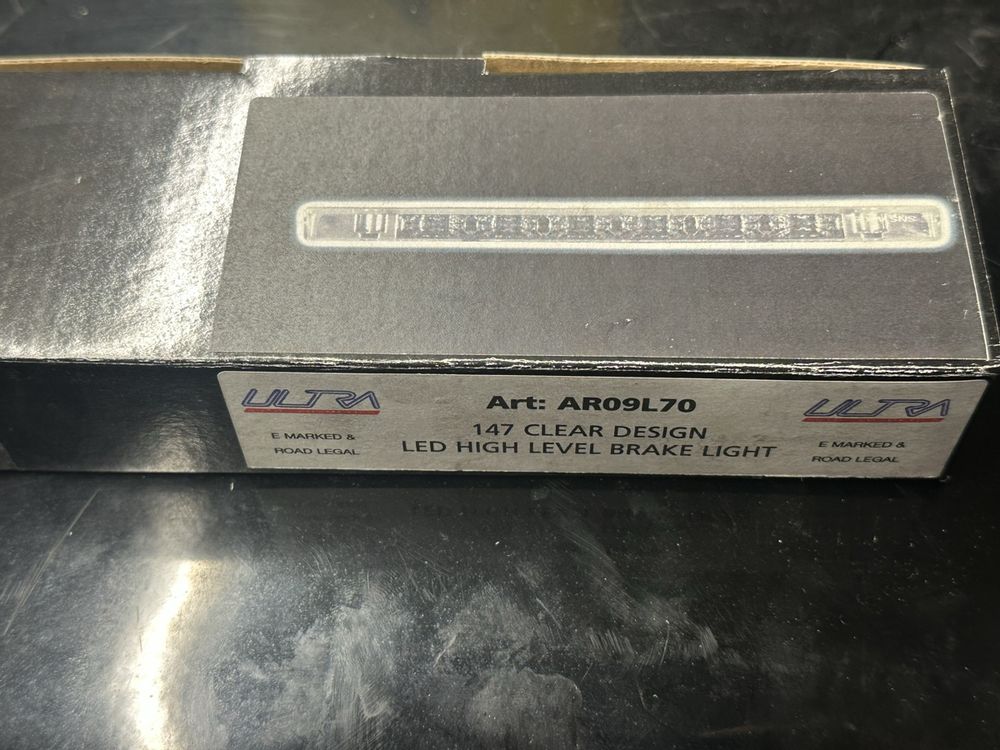 ULTRA
E MARKED &
ROAD LEGAL
Art: AR09L70
147 CLEAR DESIGN
LED HIGH LEVEL BRAKE LIGHT
ULTRA
E MARKED &
ROAD LEGAL